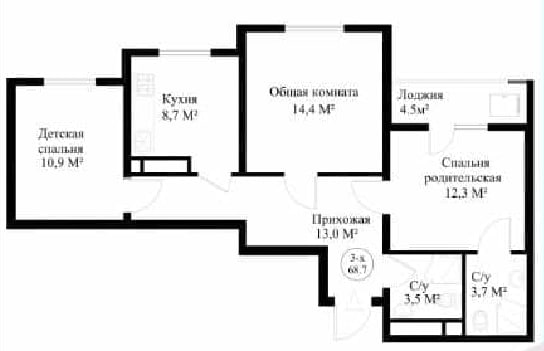 Кухня
8,7 М²
Общая комната
14,4 М²
Лоджия
4.5м²
Детская
спальня
10,9 М²
Спальня
родительская
12,3 М²
Прихожая
13,0 М²
3-х
68.7
С/у
3,5 М²
С/у
3,7 М²